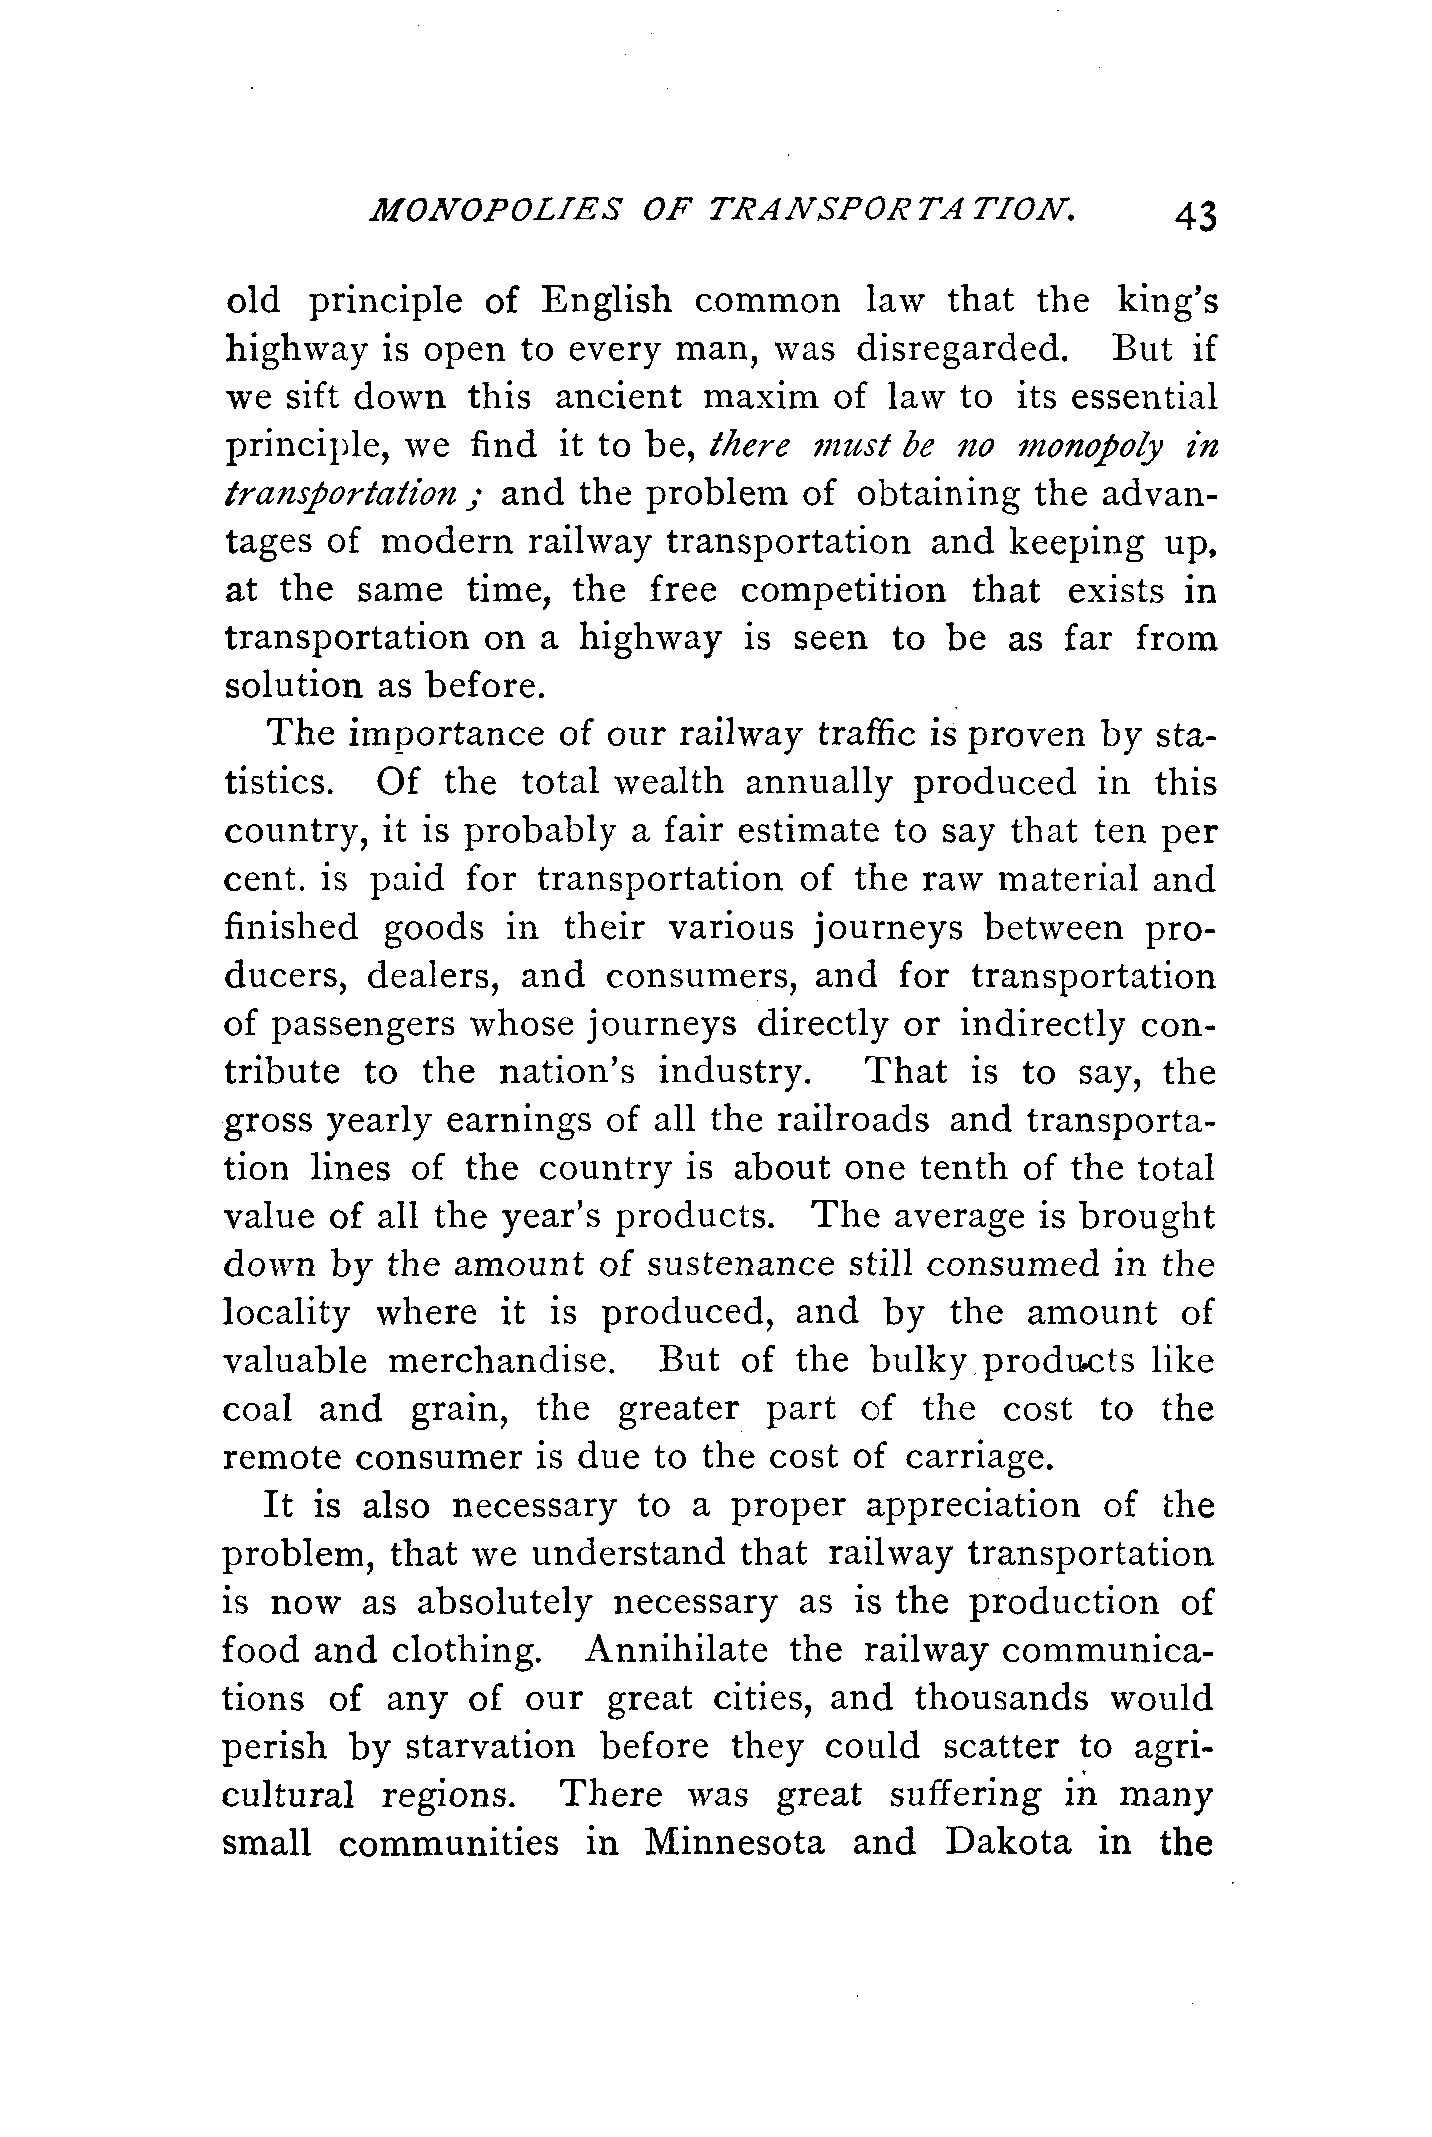 MONOPOLIES OF TRANSPORTATION. 43
old principle of English common law that the king's
highway is open to every man, was disregarded. But if
we sift down this ancient maxim of law to its essential
principle, we find it to be, there must be no monopoly in
transportation ; and the problem of obtaining the advan-
tages of modern railway transportation and keeping up,
at the same time, the free competition that exists in
transportation on a highway is seen to be as far from
solution as before.
The importance of our railway traffic is proven by sta-
tistics. Of the total wealth annually produced in this
country, it is probably a fair estimate to say that ten per
cent. is paid for transportation of the raw material and
finished goods in their various journeys between pro-
ducers, dealers, and consumers, and for transportation
of passengers whose journeys directly or indirectly con-
tribute to the nation's industry. That is to say, the
gross yearly earnings of all the railroads and transporta-
tion lines of the country is about one tenth of the total
value of all the year's products. The average is brought
down by the amount of sustenance still consumed in the
locality where it is produced, and by the amount of
valuable merchandise. But of the bulky products like
coal and grain, the greater part of the cost to the
remote consumer is due to the cost of carriage.
It is also necessary to a proper appreciation of the
problem, that we understand that railway transportation
is now as absolutely necessary as is the production of
food and clothing. Annihilate the railway communica-
tions of any of our great cities, and thousands would
perish by starvation before they could scatter to agri-
cultural regions. There was great suffering in many
small communities in Minnesota and Dakota in the